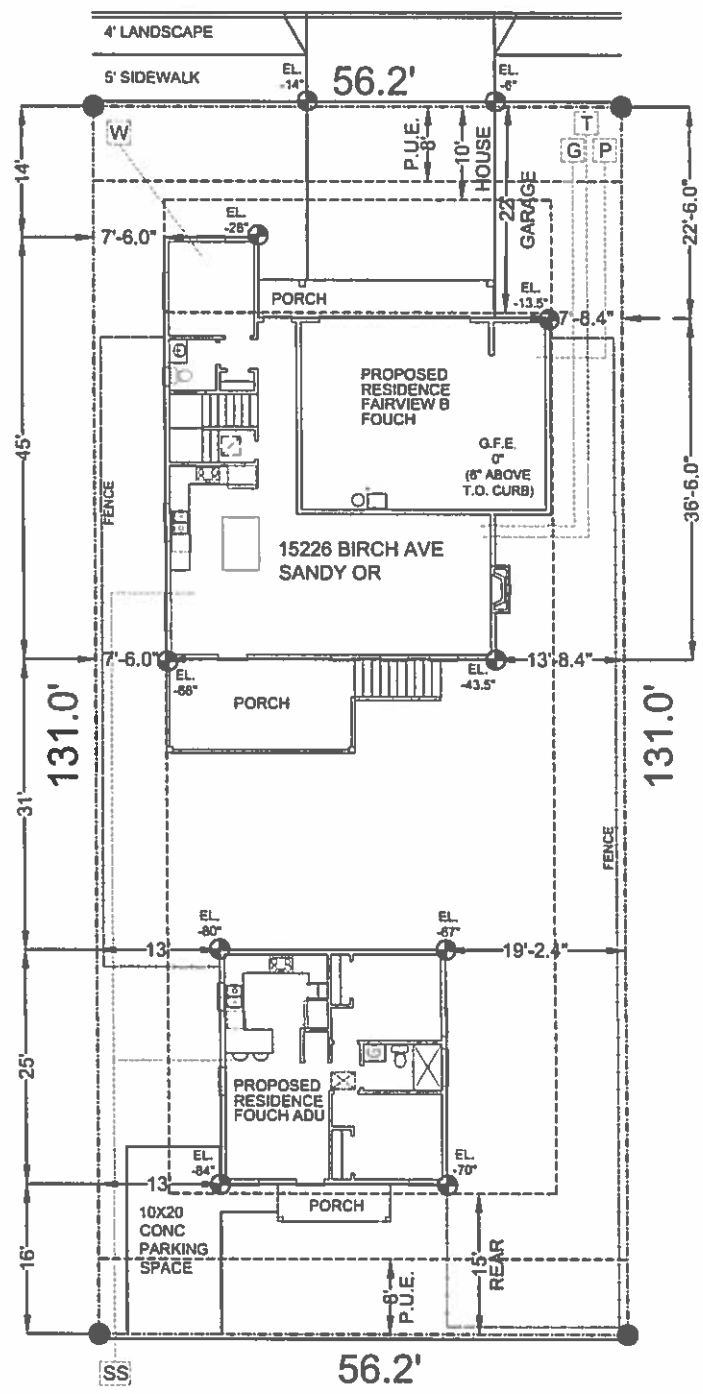 4' LANDSCAPE
5' SIDEWALK
EL.
-14"
56.2'
EL.
-6"
W
P.U.E.
8'
10'
HOUSE
22'
GARAGE
T
G
P
14'
7'-6.0"
EL.
-26"
22'-6.0"
PORCH
EL.
-13.5"
7'-8.4"
PROPOSED
RESIDENCE
FAIRVIEW B
FOUCH
G.F.E.
0"
(6" ABOVE
T.O. CURB)
45'
FENCE
36'-6.0"
15226 BIRCH AVE
SANDY OR
7'-6.0"
EL.
-66"
PORCH
EL.
-43.5"
13'-8.4"
131.0'
131.0'
31'
FENCE
EL.
-80"
EL.
-67"
13
19'-2.4"
25'
PROPOSED
RESIDENCE
FOUCH ADU
EL.
-84"
EL.
-70"
13
10X20
CONC
PARKING
SPACE
PORCH
16'
8'
P.U.E.
15'
REAR
SS
56.2'